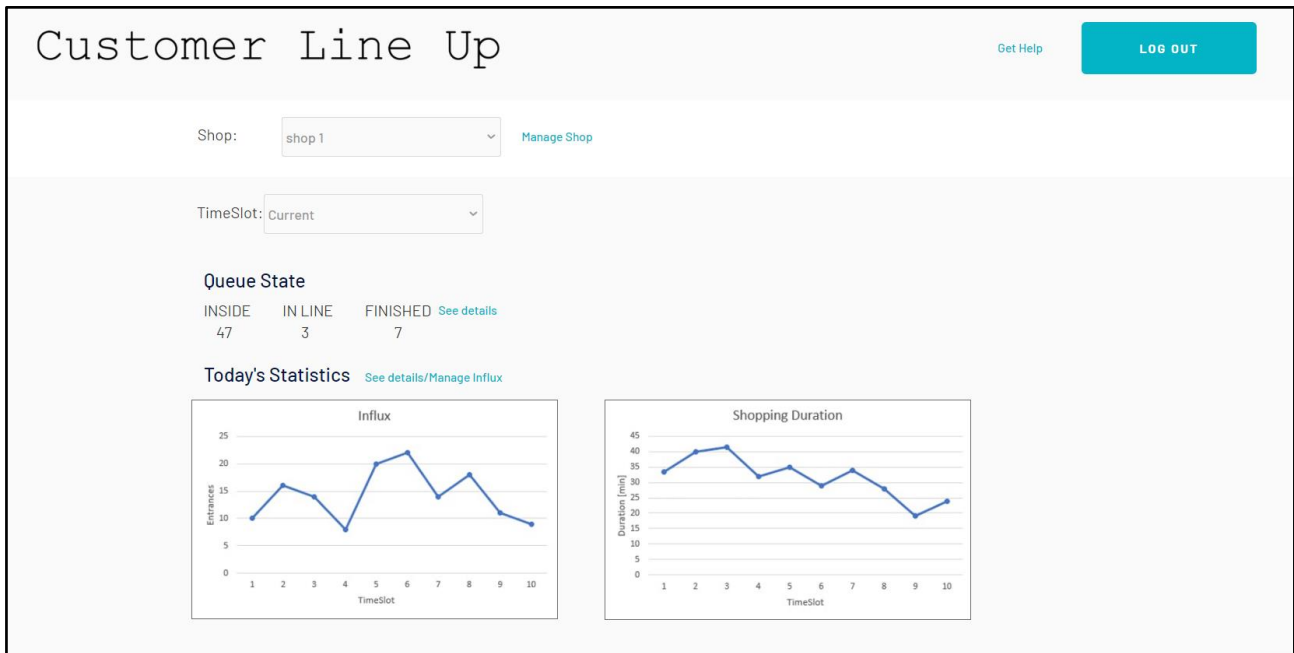 Customer Line Up
Get Help
LOG OUT
Shop:
shop 1
Manage Shop
TimeSlot:
Current
Queue State
INSIDE IN LINE FINISHED See details
47 3 7
Today's Statistics See details/Manage Influx
Influx
Entrances
25
20
15
10
5
0
1 2 3 4 5 6 7 8 9 10
TimeSlot
Shopping Duration
Duration [min]
45
40
35
30
25
20
15
10
5
0
1 2 3 4 5 6 7 8 9 10
TimeSlot